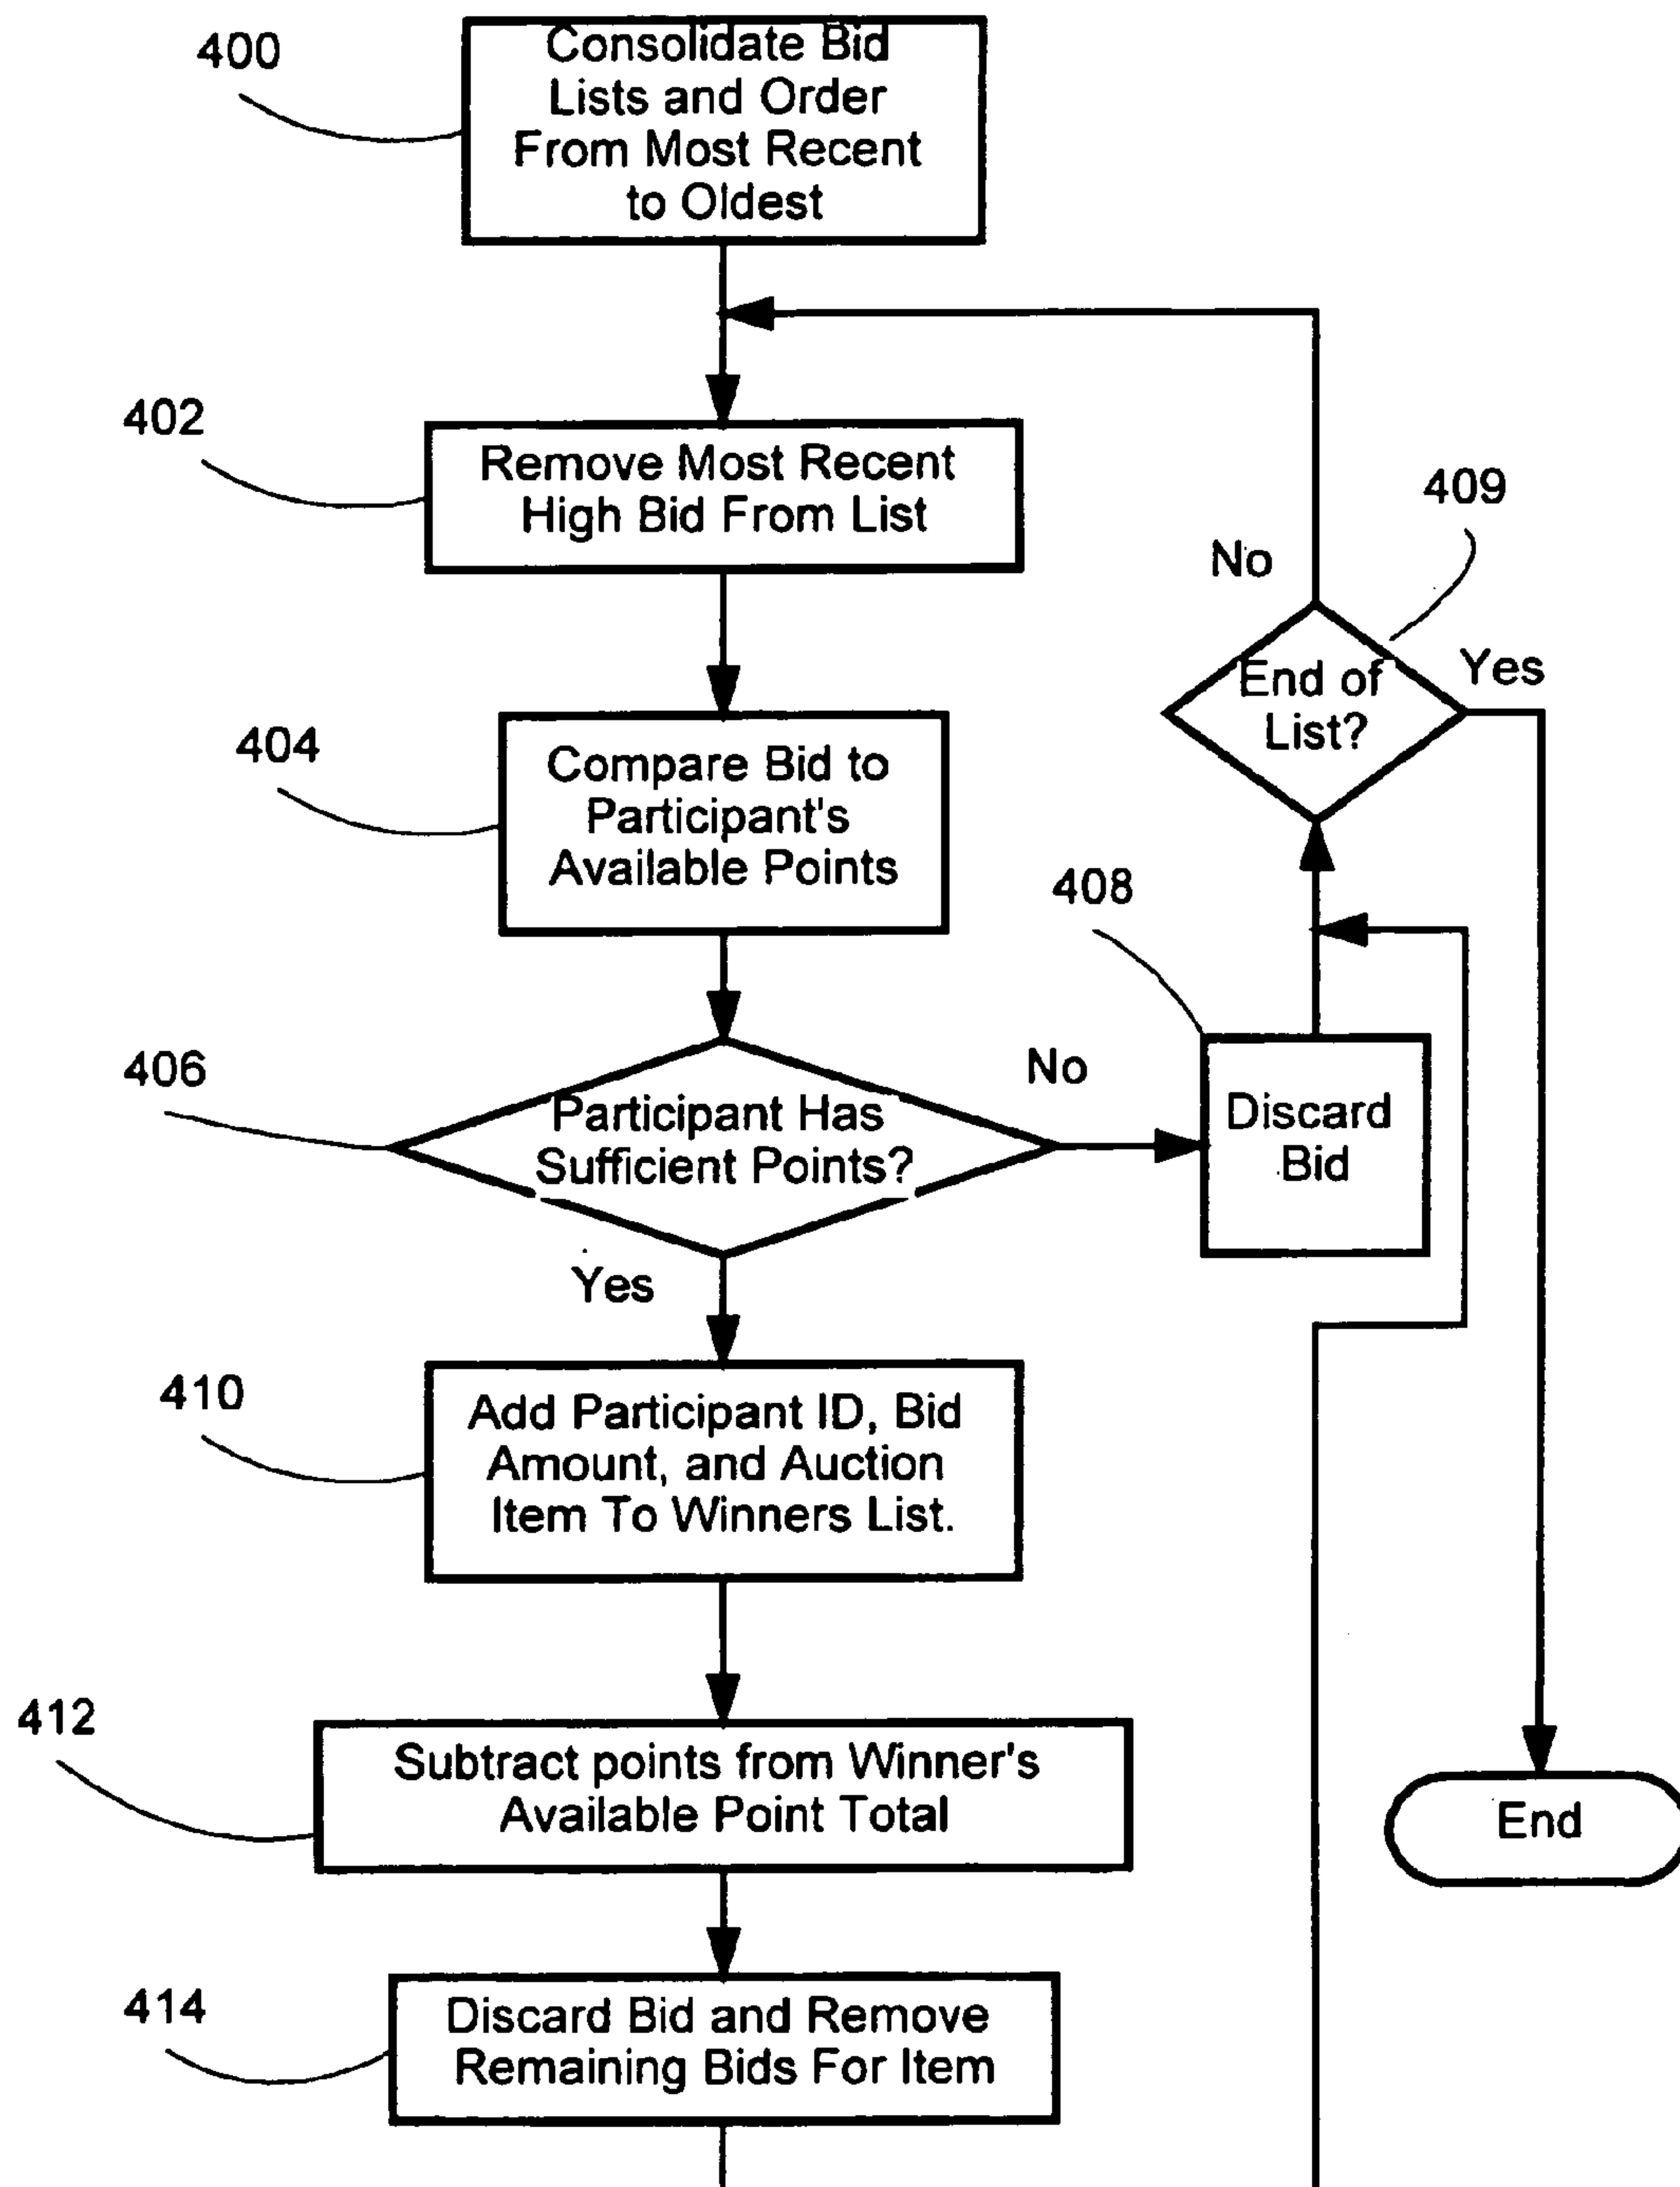 400
Consolidate Bid
Lists and Order
From Most Recent
to Oldest
402
Remove Most Recent
High Bid From List
409
No
End of
List?
Yes
404
Compare Bid to
Participant's
Available Points
408
406
Participant Has
Sufficient Points?
No
Discard
Bid
Yes
410
Add Participant ID, Bid
Amount, and Auction
Item To Winners List.
412
Subtract points from Winner's
Available Point Total
End
414
Discard Bid and Remove
Remaining Bids For Item